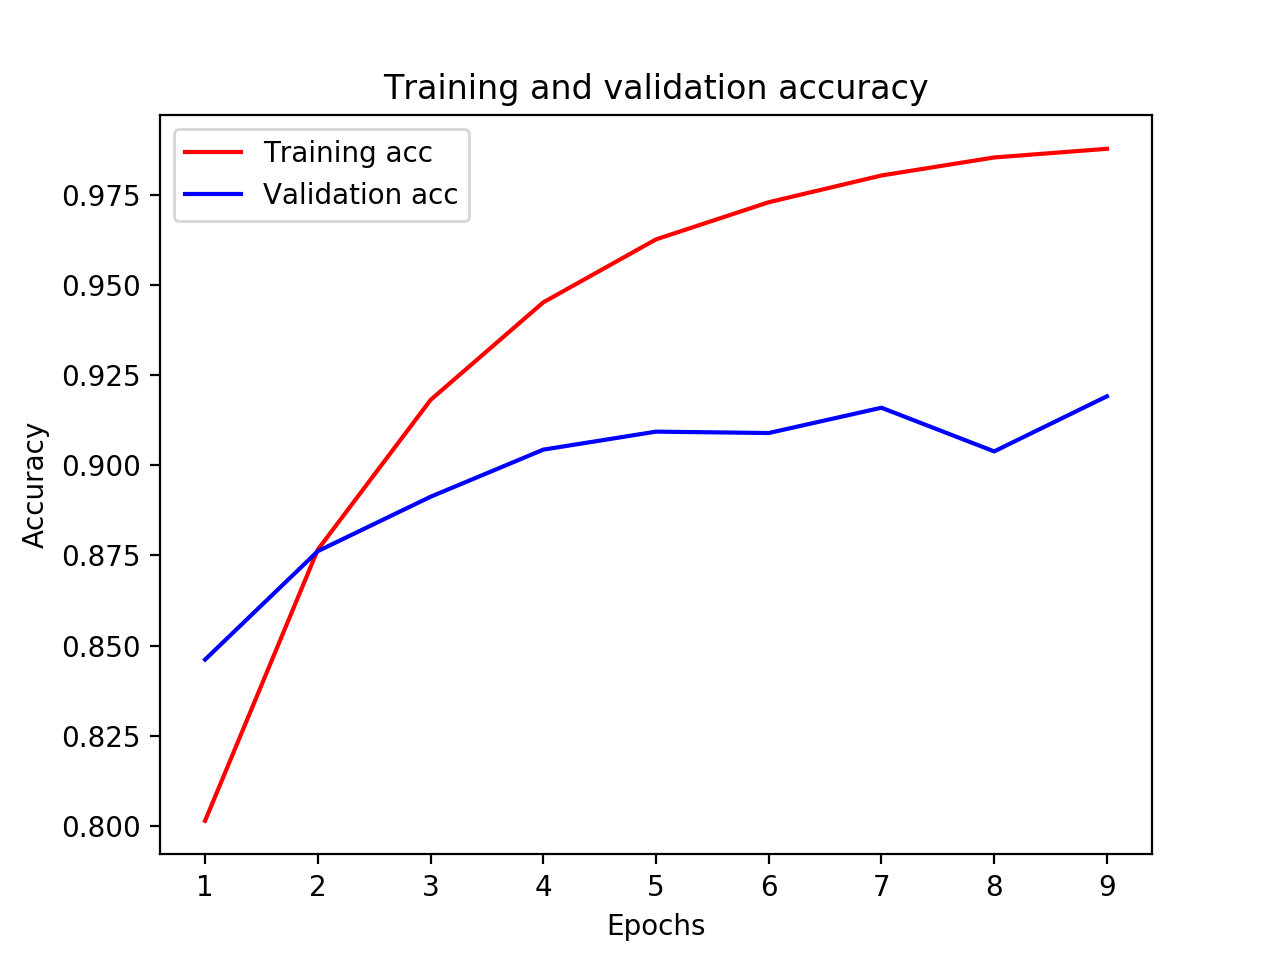 Training and validation accuracy
Training acc
Validation acc
0.975
0.950
0.925
0.900
0.875
0.850
0.825
0.800
Accuracy
1 2 3 4 5 6 7 8 9
Epochs